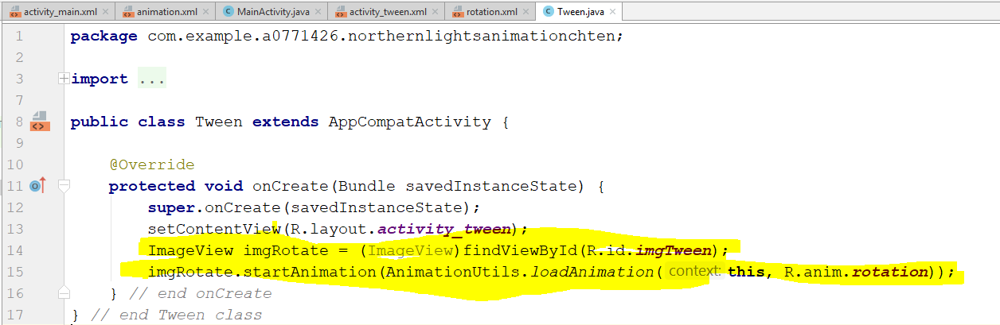 activity_main.xml × animation.xml × MainActivity.java × activity_tween.xml × rotation.xml × Tween.java ×
1 package com.example.a0771426.northernlightsanimationchten;
2
3 import ...
7
8 public class Tween extends AppCompatActivity {
9
10 @Override
11 protected void onCreate(Bundle savedInstanceState) {
12 super.onCreate(savedInstanceState);
13 setContentView(R.layout.activity_tween);
14 ImageView imgRotate = (ImageView)findViewById(R.id.imgTween);
15 imgRotate.startAnimation(AnimationUtils.loadAnimation( context: this, R.anim.rotation));
16 } // end onCreate
17 } // end Tween class